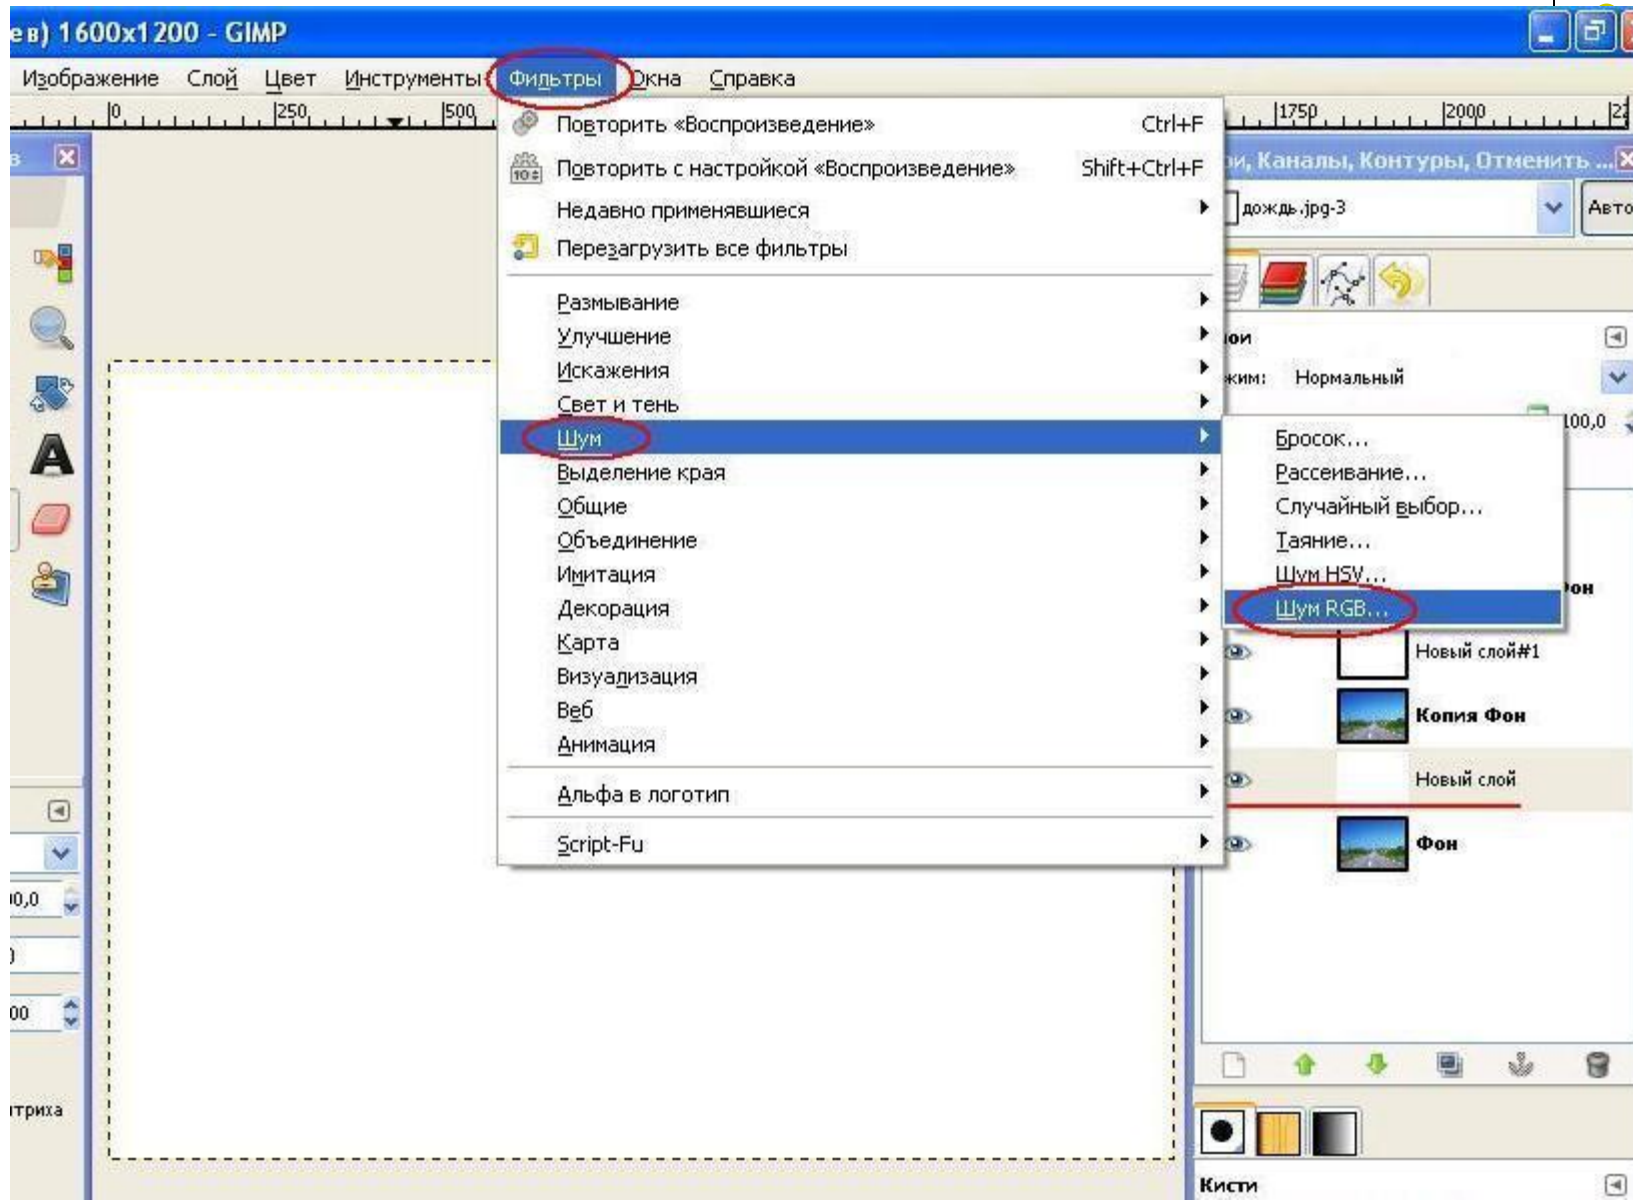 ев) 1600x1200 - GIMP
Изображение Слой Цвет Инструменты Фильтры Окна Справка
0 250 500 1750 2000
Повторить «Воспроизведение» Ctrl+F
Повторить с настройкой «Воспроизведение» Shift+Ctrl+F
Недавно применявшиеся
Перезагрузить все фильтры
Размывание
Улучшение
Искажения
Свет и тень
Шум
Выделение края
Общие
Объединение
Имитация
Декорация
Карта
Визуализация
Веб
Анимация
Альфа в логотип
Script-Fu
Бросок...
Рассеивание...
Случайный выбор...
Таяние...
Шум HSV...
Шум RGB...
ои, Каналы, Контуры, Отменить ...
дождь.jpg-3 Авто
ои
жим: Нормальный
100,0
он
Новый слой#1
Копия Фон
Новый слой
Фон
Кисти
00,0
00
триха